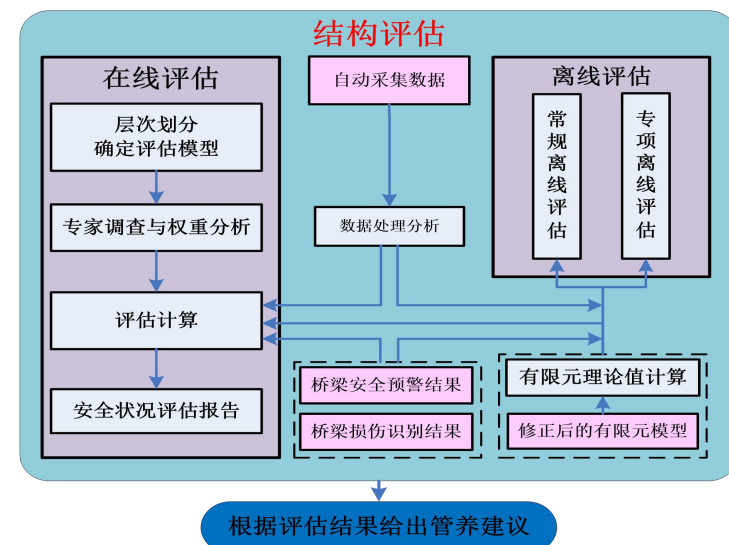 结构评估
在线评估
层次划分
确定评估模型
专家调查与权重分析
评估计算
安全状况评估报告
自动采集数据
数据处理分析
桥梁安全预警结果
桥梁损伤识别结果
离线评估
常规离线评估
专项离线评估
有限元理论值计算
修正后的有限元模型
根据评估结果给出管养建议